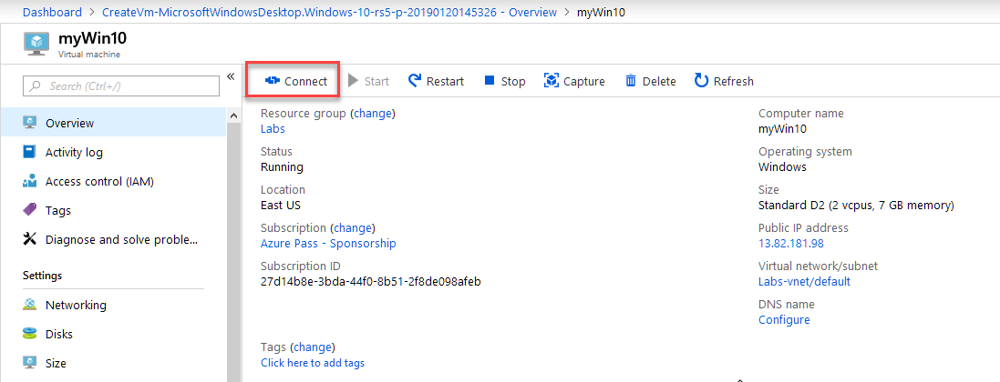 Dashboard > CreateVm-MicrosoftWindowsDesktop.Windows-10-rs5-p-20190120145326 - Overview > myWin10
myWin10
Virtual machine
Search (Ctrl+/)
«
Overview
Activity log
Access control (IAM)
Tags
Diagnose and solve proble...
Settings
Networking
Disks
Size
Connect Start Restart Stop Capture Delete Refresh
Resource group (change)
Labs
Status
Running
Location
East US
Subscription (change)
Azure Pass - Sponsorship
Subscription ID
27d14b8e-3bda-44f0-8b51-2f8de098afeb
Computer name
myWin10
Operating system
Windows
Size
Standard D2 (2 vcpus, 7 GB memory)
Public IP address
13.82.181.98
Virtual network/subnet
Labs-vnet/default
DNS name
Configure
Tags (change)
Click here to add tags